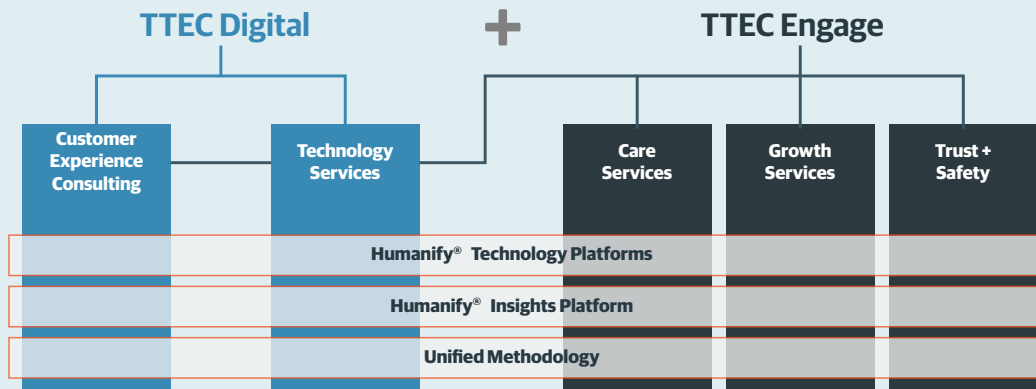 TTEC Digital
TTEC Engage
Customer
Experience
Consulting
Technology
Services
Care
Services
Growth
Services
Trust +
Safety
Humanify® Technology Platforms
Humanify® Insights Platform
Unified Methodology